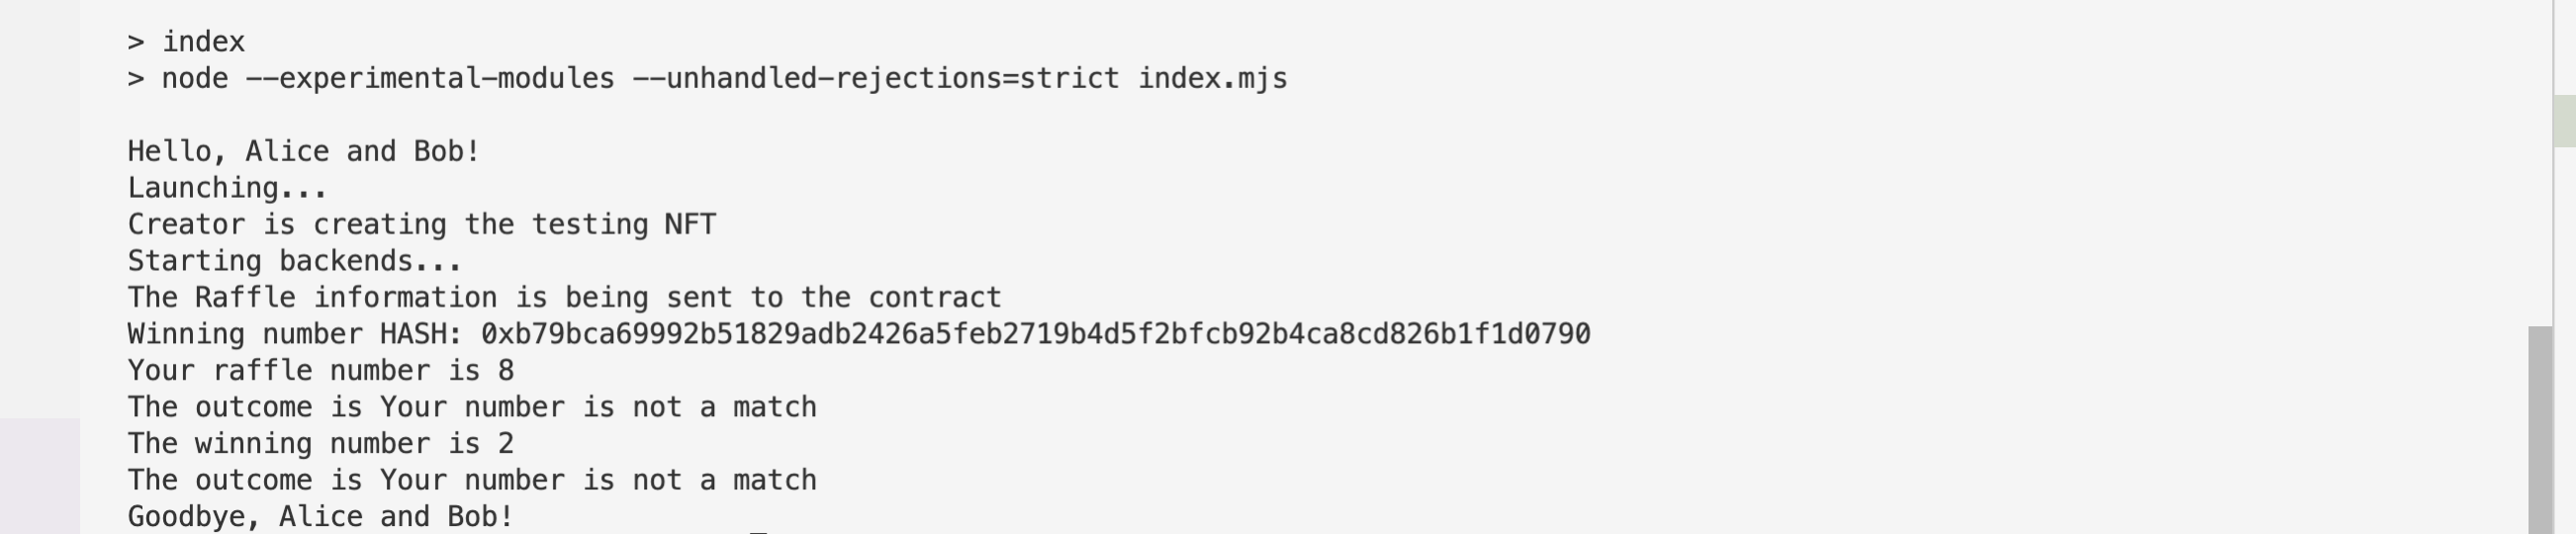 > index
> node --experimental-modules --unhandled-rejections=strict index.mjs
Hello, Alice and Bob!
Launching...
Creator is creating the testing NFT
Starting backends...
The Raffle information is being sent to the contract
Winning number HASH: 0xb79bca69992b51829adb2426a5feb2719b4d5f2bfcb92b4ca8cd826b1f1d0790
Your raffle number is 8
The outcome is Your number is not a match
The winning number is 2
The outcome is Your number is not a match
Goodbye, Alice and Bob!